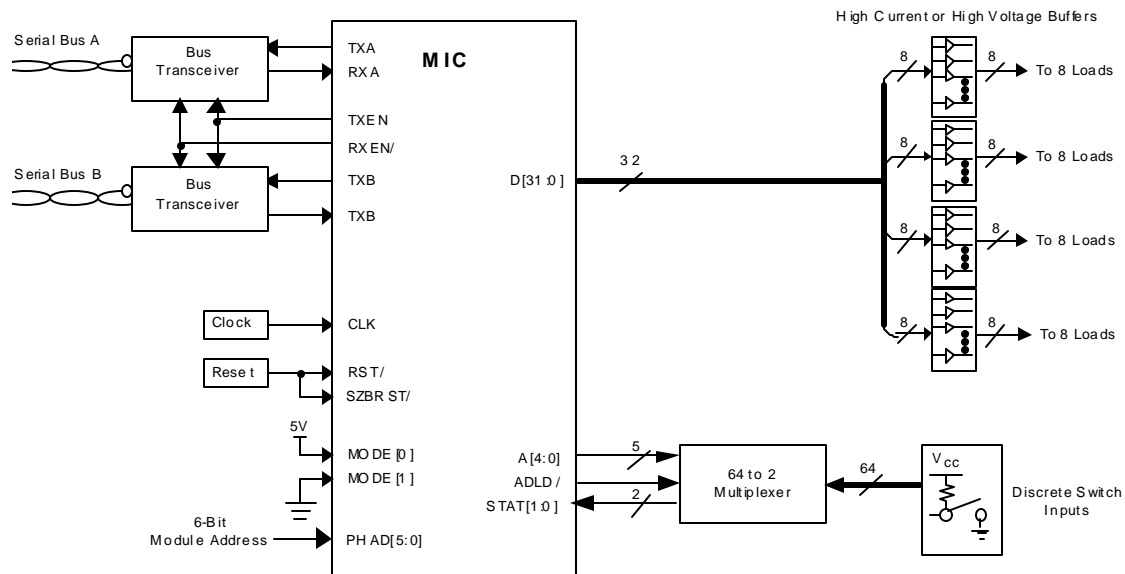 High Current or High Voltage Buffers
Serial Bus A
Bus
Transceiver
TXA
RXA
MIC
8
8
To 8 Loads
TXEN
RXEN/
Serial Bus B
Bus
Transceiver
TXB
TXB
D[31:0]
32
8
8
To 8 Loads
8
8
To 8 Loads
Clock
CLK
8
8
To 8 Loads
Reset
RST/
SZBRST/
5V
MODE[0]
MODE[1]
A[4:0]
5
ADLD/
STAT[1:0]
2
64 to 2
Multiplexer
64
Vcc
Discrete Switch
Inputs
6-Bit
Module Address
PHAD[5:0]